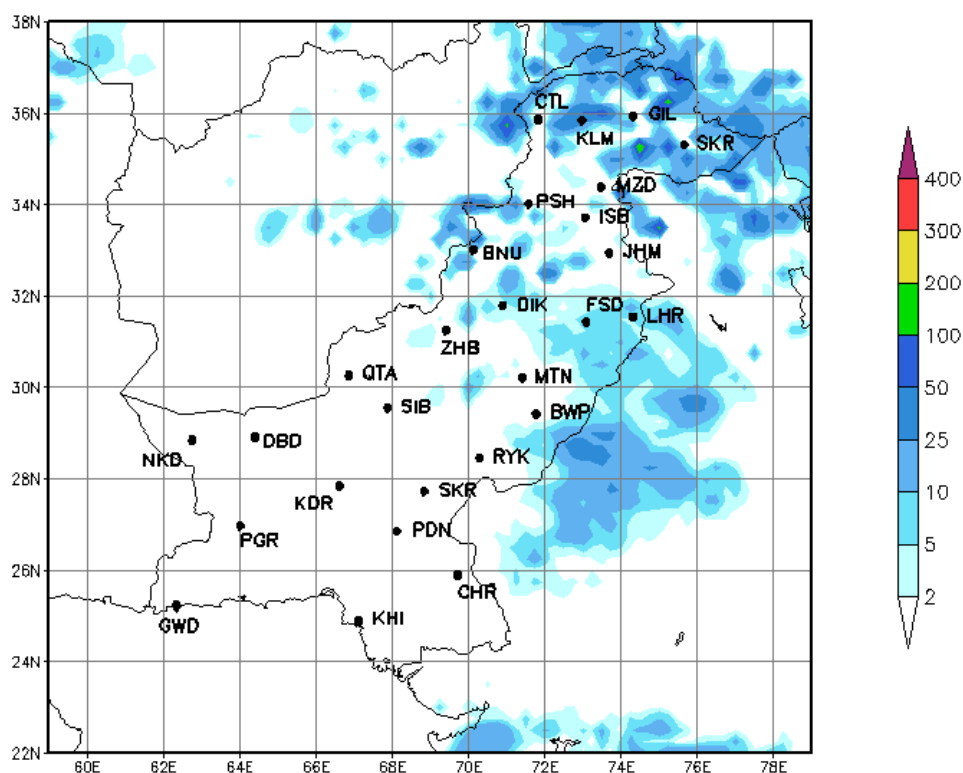 38N
36N
34N
32N
30N
28N
26N
24N
22N
60E 62E 64E 66E 68E 70E 72E 74E 76E 78E
CTL
GIL
KLM
SKR
MZD
PSH
ISB
BNU
JHM
DIK
FSD
LHR
ZHB
QTA
MTN
SIB
BWP
DBD
NKD
RYK
KDR
SKR
PGR
PDN
CHR
GWD
KHI
400
300
200
100
50
25
10
5
2